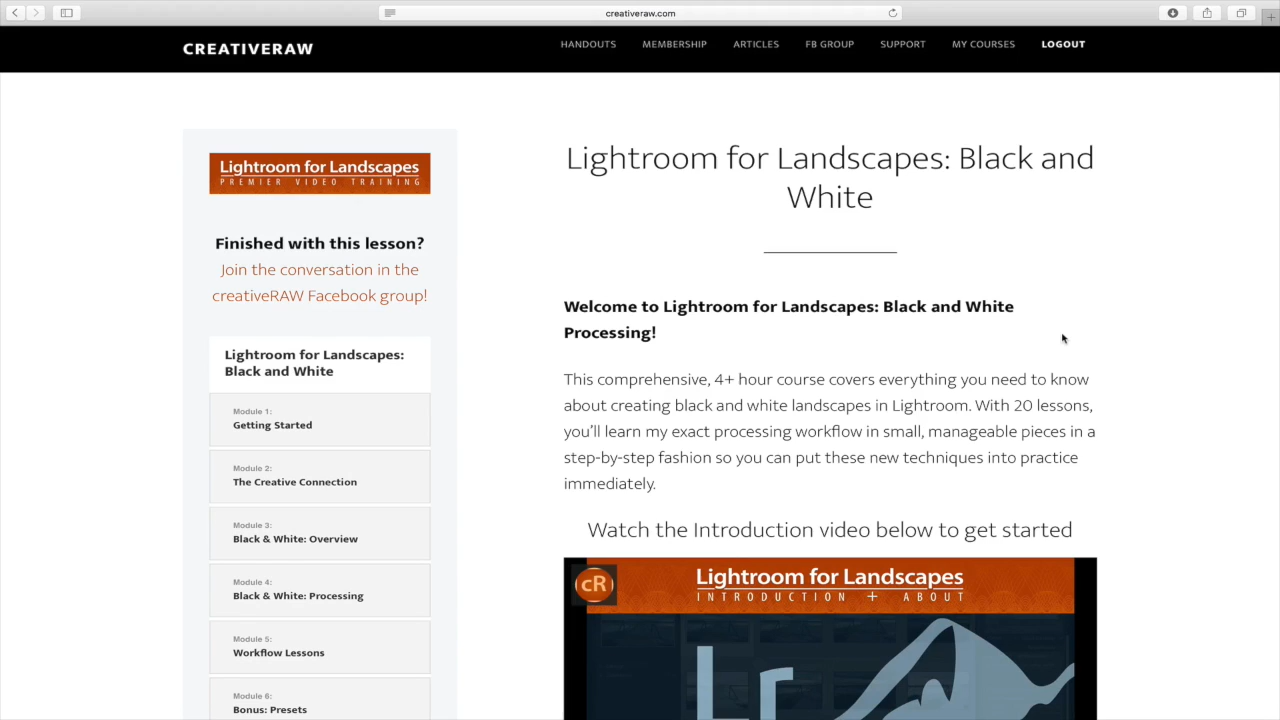 creativeraw.com
CREATIVERAW
HANDOUTS MEMBERSHIP ARTICLES FB GROUP SUPPORT MY COURSES LOGOUT
Lightroom for Landscapes
PREMIER VIDEO TRAINING
Finished with this lesson?
Join the conversation in the
creativeRAW Facebook group!
Lightroom for Landscapes:
Black and White
Module 1:
Getting Started
Module 2:
The Creative Connection
Module 3:
Black & White: Overview
Module 4:
Black & White: Processing
Module 5:
Workflow Lessons
Module 6:
Bonus: Presets
Lightroom for Landscapes: Black and
White
Welcome to Lightroom for Landscapes: Black and White
Processing!
This comprehensive, 4+ hour course covers everything you need to know
about creating black and white landscapes in Lightroom. With 20 lessons,
you’ll learn my exact processing workflow in small, manageable pieces in a
step-by-step fashion so you can put these new techniques into practice
immediately.
Watch the Introduction video below to get started
cR
Lightroom for Landscapes
INTRODUCTION + ABOUT
Lr